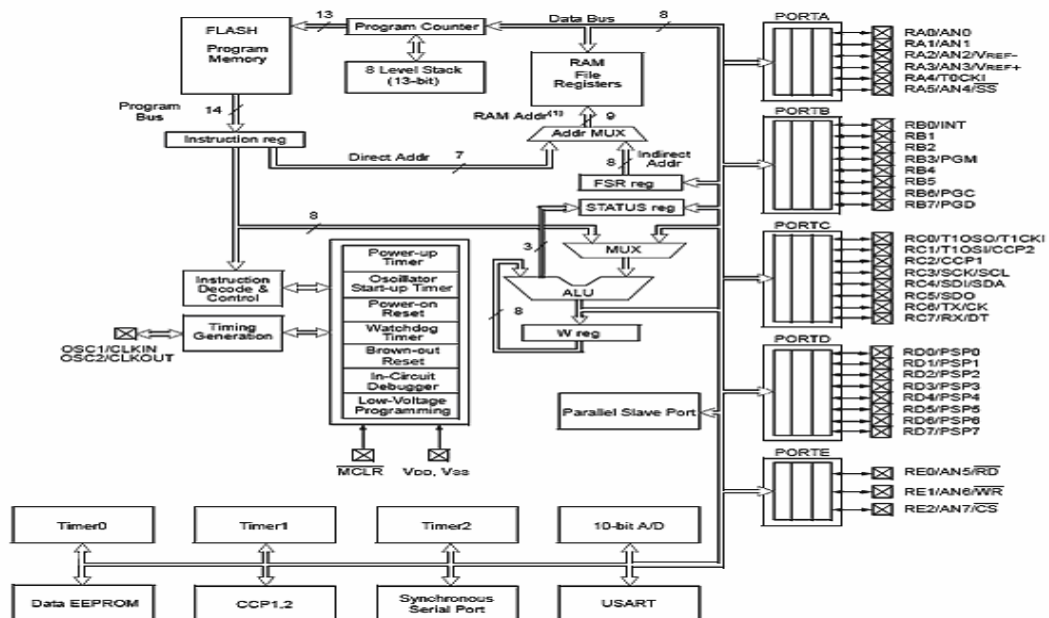 FLASH
Program
Memory
13
Program Counter
Data Bus
8
8 Level Stack
(13-bit)
RAM
File
Registers
Program
Bus
14
RAM Addr(1)
9
Instruction reg
Addr MUX
Direct Addr
7
8
Indirect
Addr
FSR reg
STATUS reg
8
3
MUX
Power-up
Timer
Oscillator
Start-up Timer
Power-on
Reset
Watchdog
Timer
Brown-out
Reset
In-Circuit
Debugger
Low-Voltage
Programming
Instruction
Decode &
Control
ALU
8
Timing
Generation
W reg
OSC1/CLKIN
OSC2/CLKOUT
Parallel Slave Port
MCLR
VDD, VSS
PORTA
RA0/AN0
RA1/AN1
RA2/AN2/VREF-
RA3/AN3/VREF+
RA4/T0CKI
RA5/AN4/SS
PORTB
RB0/INT
RB1
RB2
RB3/PGM
RB4
RB5
RB6/PGC
RB7/PGD
PORTC
RC0/T1OSO/T1CKI
RC1/T1OSI/CCP2
RC2/CCP1
RC3/SCK/SCL
RC4/SDI/SDA
RC5/SDO
RC6/TX/CK
RC7/RX/DT
PORTD
RD0/PSP0
RD1/PSP1
RD2/PSP2
RD3/PSP3
RD4/PSP4
RD5/PSP5
RD6/PSP6
RD7/PSP7
PORTE
RE0/AN5/RD
RE1/AN6/WR
RE2/AN7/CS
Timer0
Timer1
Timer2
10-bit A/D
Data EEPROM
CCP1,2
Synchronous
Serial Port
USART